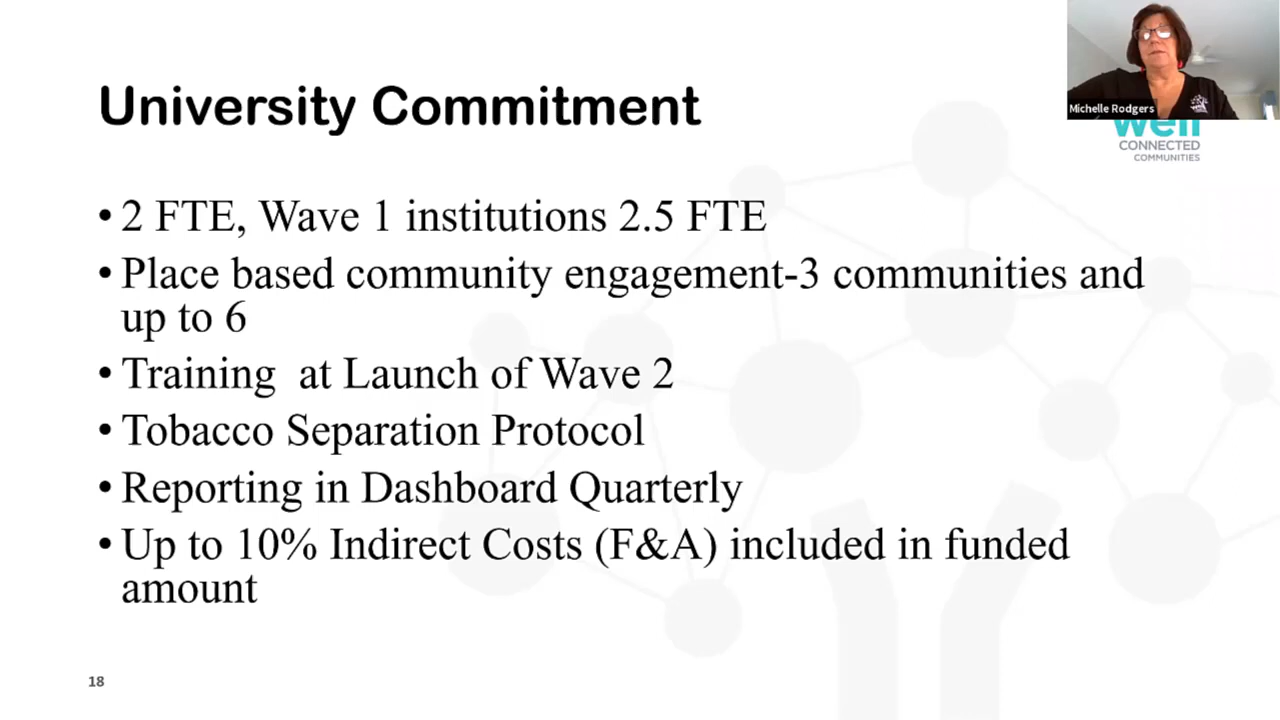 University Commitment
Michelle Rodgers
well
CONNECTED
COMMUNITIES
• 2 FTE, Wave 1 institutions 2.5 FTE
• Place based community engagement-3 communities and
up to 6
• Training  at Launch of Wave 2
• Tobacco Separation Protocol
• Reporting in Dashboard Quarterly
• Up to 10% Indirect Costs (F&A) included in funded
amount
18